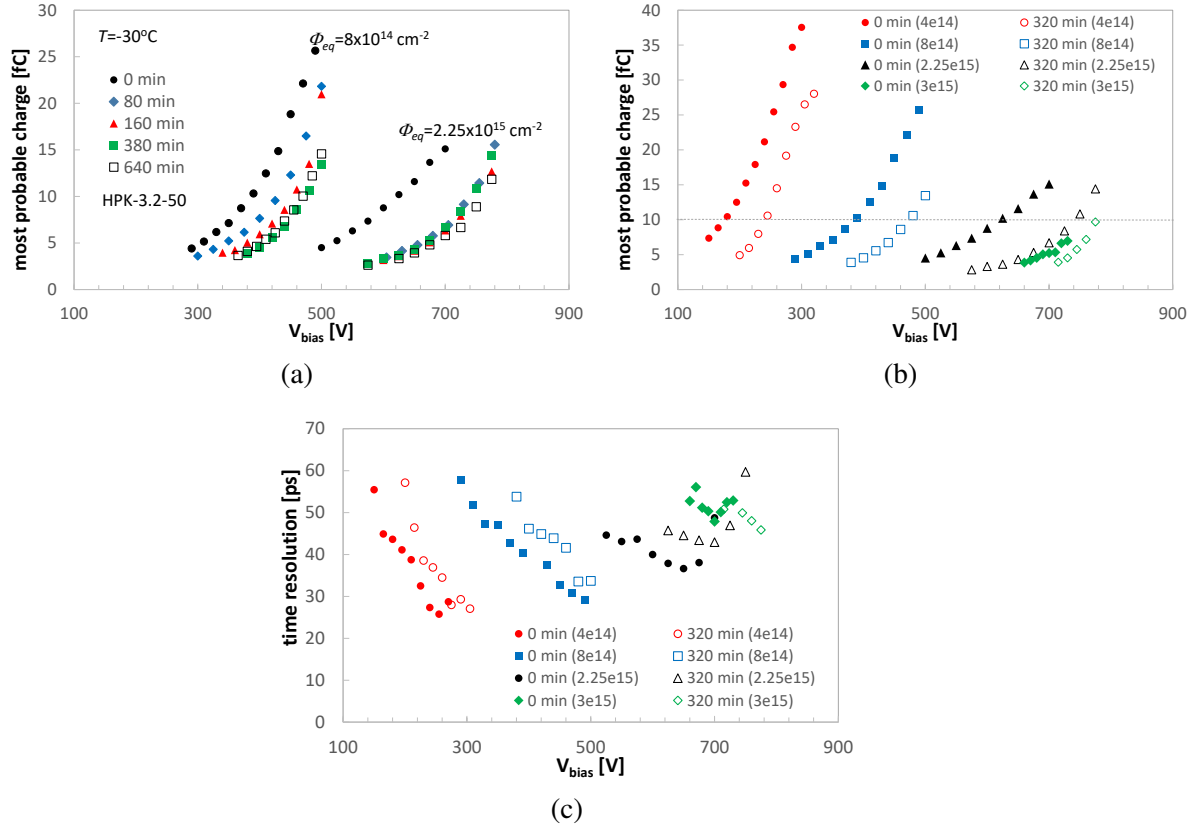 30
25
20
15
10
5
0
most probable charge [fC]
T=-30°C
Φeq=8x10¹⁴ cm-2
0 min
80 min
160 min
380 min
640 min
HPK-3.2-50
Φeq=2.25x10¹⁵ cm-2
100 300 500 700 900
Vbias [V]
(a)
40
35
30
25
20
15
10
5
0
most probable charge [fC]
0 min (4e14) 320 min (4e14)
0 min (8e14) 320 min (8e14)
0 min (2.25e15) 320 min (2.25e15)
0 min (3e15) 320 min (3e15)
100 300 500 700 900
Vbias [V]
(b)
70
60
50
40
30
20
10
0
time resolution [ps]
0 min (4e14) 320 min (4e14)
0 min (8e14) 320 min (8e14)
0 min (2.25e15) 320 min (2.25e15)
0 min (3e15) 320 min (3e15)
100 300 500 700 900
Vbias [V]
(c)